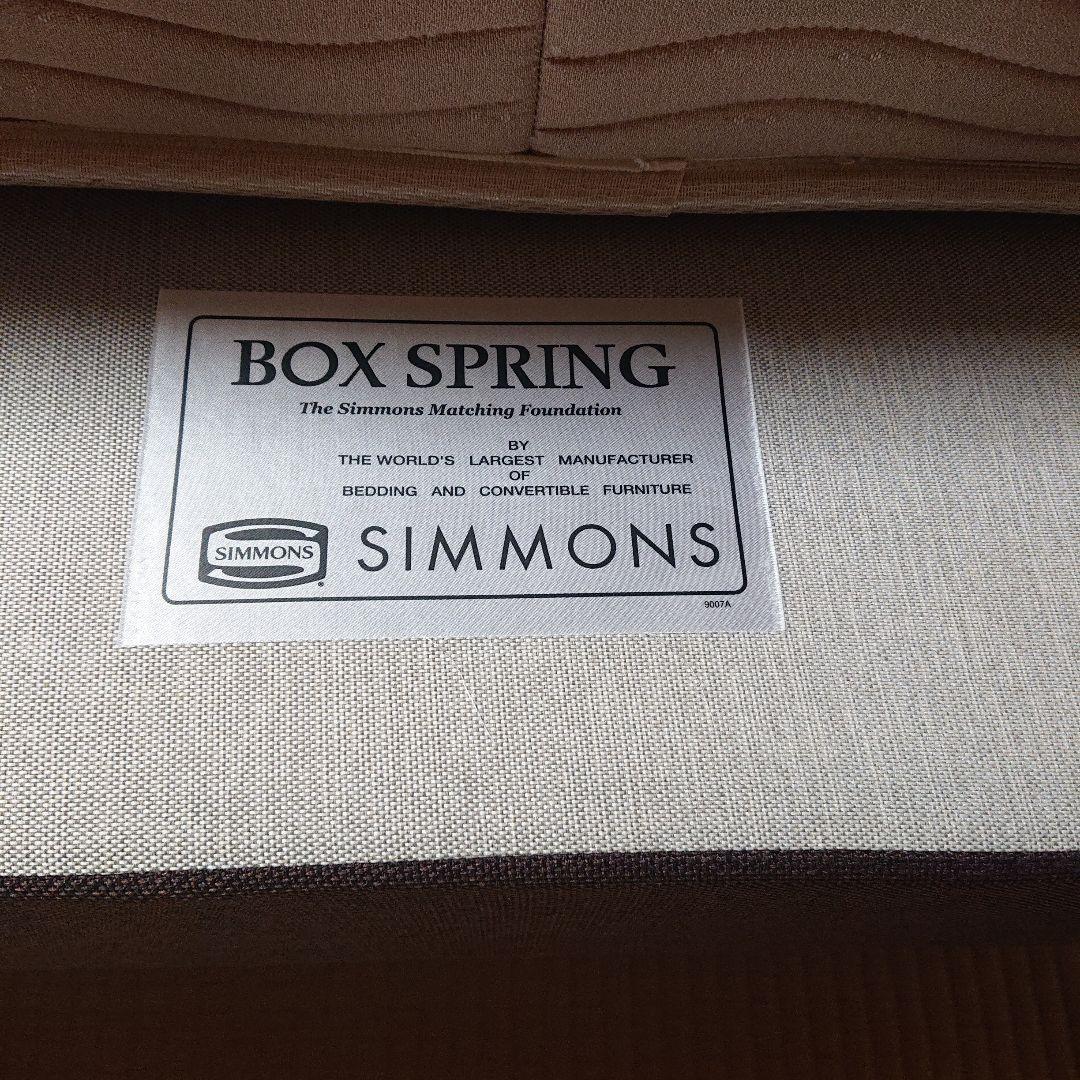 BOX SPRING
The Simmons Matching Foundation
BY
THE WORLD'S LARGEST MANUFACTURER
OF
BEDDING AND CONVERTIBLE FURNITURE
SIMMONS SIMMONS
9007A